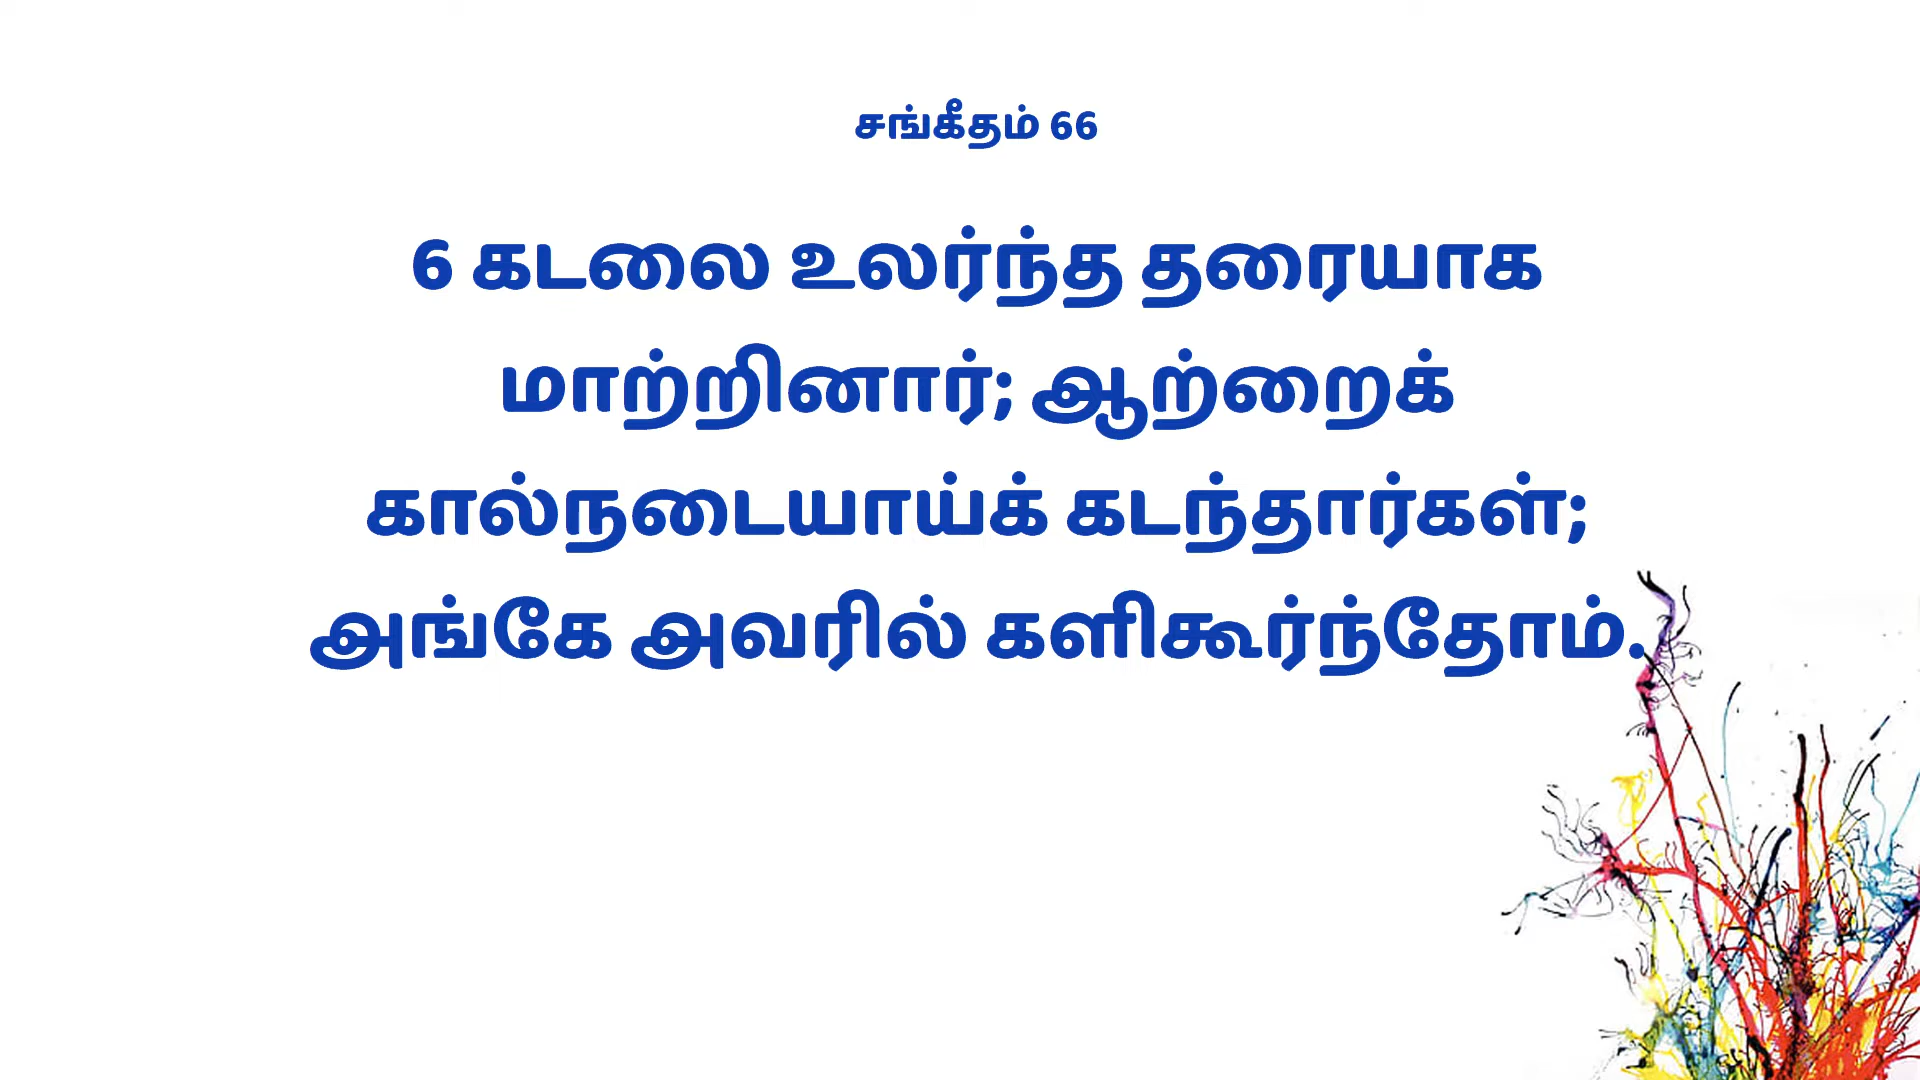 சங்கீதம் 66
6 கடலை உலர்ந்த தரையாக
மாற்றினார்; ஆற்றைக்
கால்நடையாய்க் கடந்தார்கள்;
அங்கே அவரில் களிகூர்ந்தோம்.